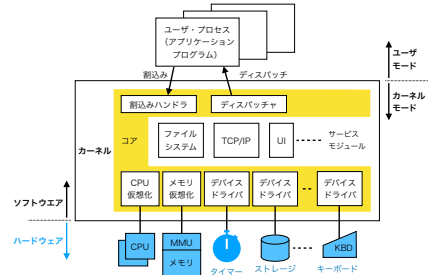 ユーザ・プロセス
(アプリケーション
プログラム)
割込み
ディスパッチ
ユーザ
モード
カーネル
モード
割込みハンドラ
ディスパッチャ
カーネル
コア
ファイル
システム
TCP/IP
UI
サービス
モジュール
CPU
仮想化
メモリ
仮想化
デバイス
ドライバ
デバイス
ドライバ
デバイス
ドライバ
ソフトウエア
ハードウェア
CPU
MMU
メモリ
タイマー
ストレージ
KBD
キーボード